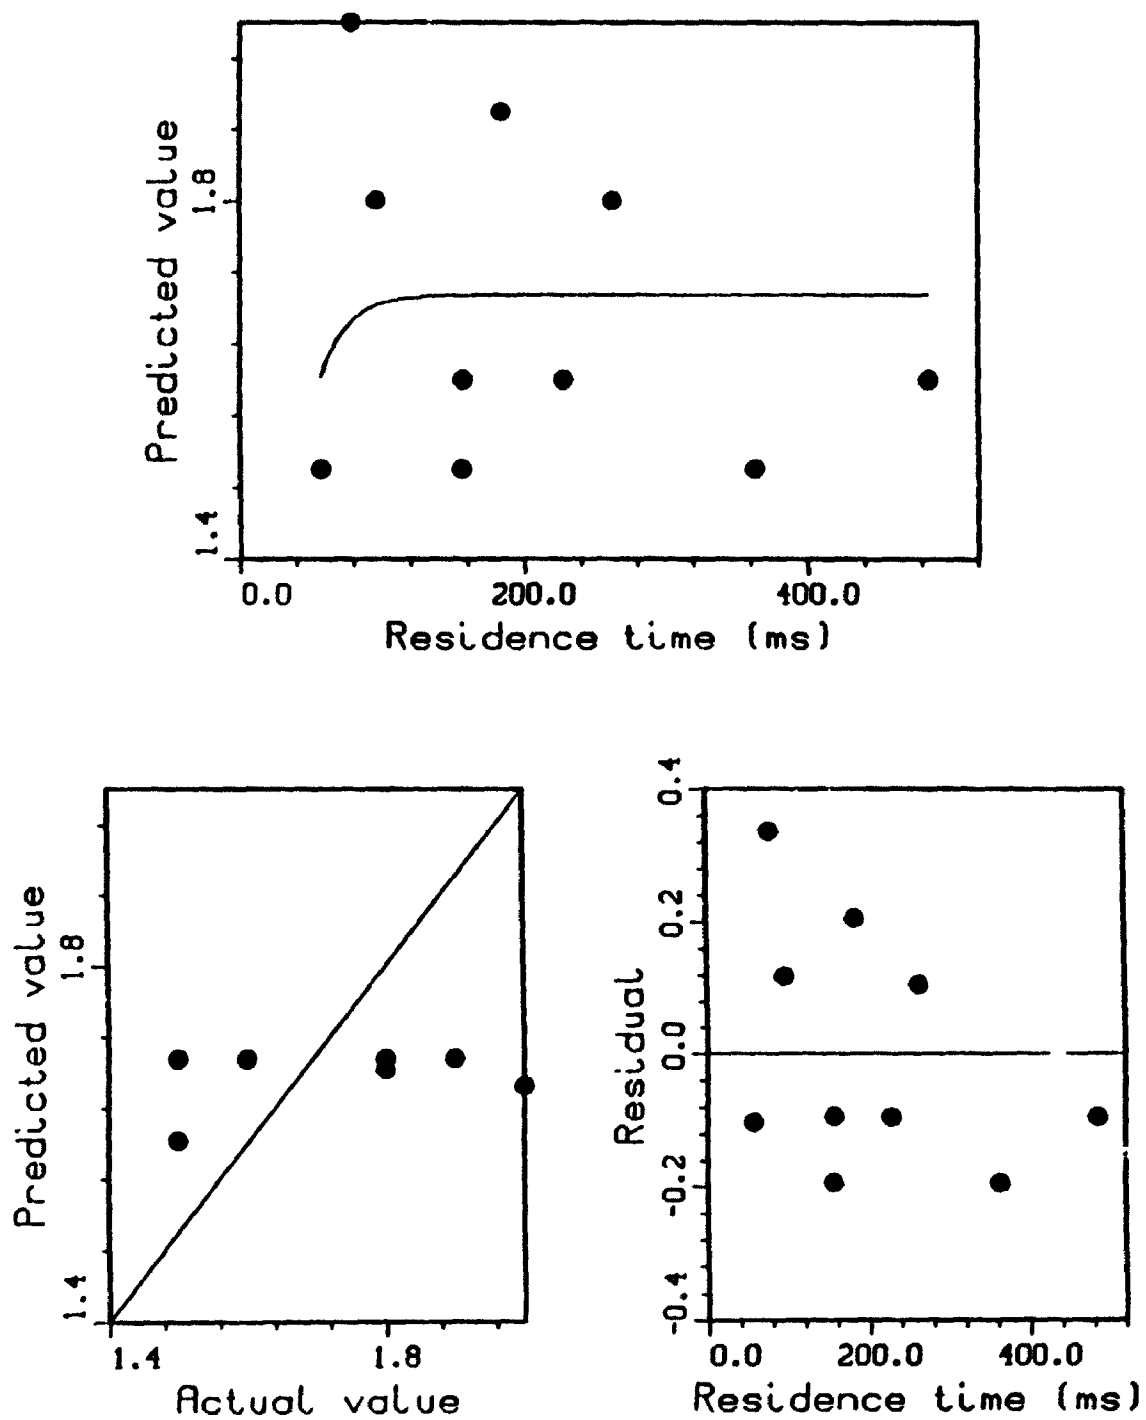 Predicted value
1.8
1.4
0.0 200.0 400.0
Residence time (ms)
Predicted value
1.8
1.4
1.4 1.8
Actual value
Residual
0.4
0.2
0.0
-0.2
-0.4
0.0 200.0 400.0
Residence time (ms)